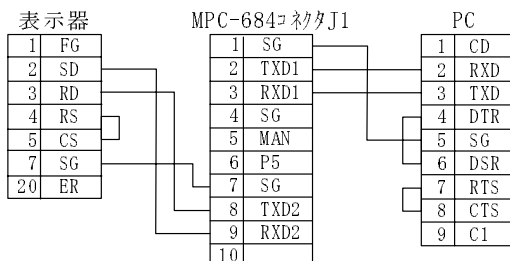 表示器 MPC-684コネクタJ1 PC
1 FG
2 SD
3 RD
4 RS
5 CS
7 SG
20 ER
1 SG
2 TXD1
3 RXD1
4 SG
5 MAN
6 P5
7 SG
8 TXD2
9 RXD2
10
1 CD
2 RXD
3 TXD
4 DTR
5 SG
6 DSR
7 RTS
8 CTS
9 C1